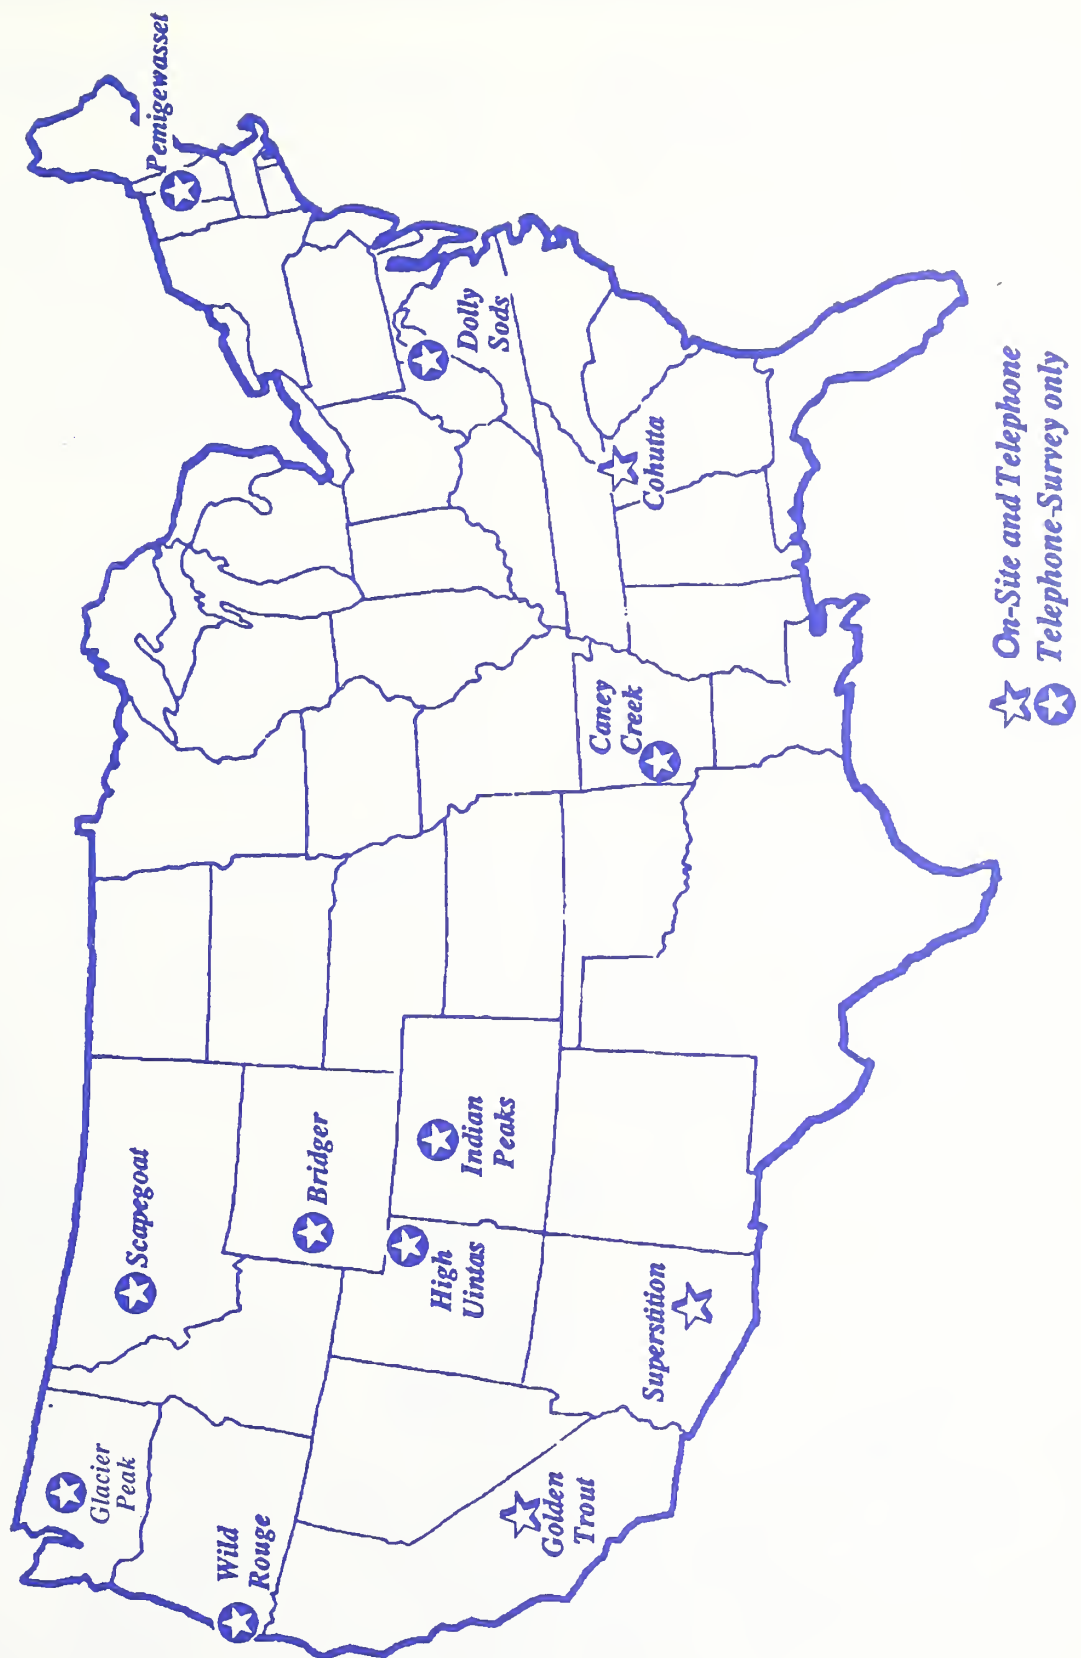 Pemigewasset
Dolly
Sods
Cohutta
Caney
Creek
Scapegoat
Bridger
Indian
Peaks
High
Uintas
Superstition
Glacier
Peak
Wild
Rouge
Golden
Trout
On-Site and Telephone
Telephone-Survey only